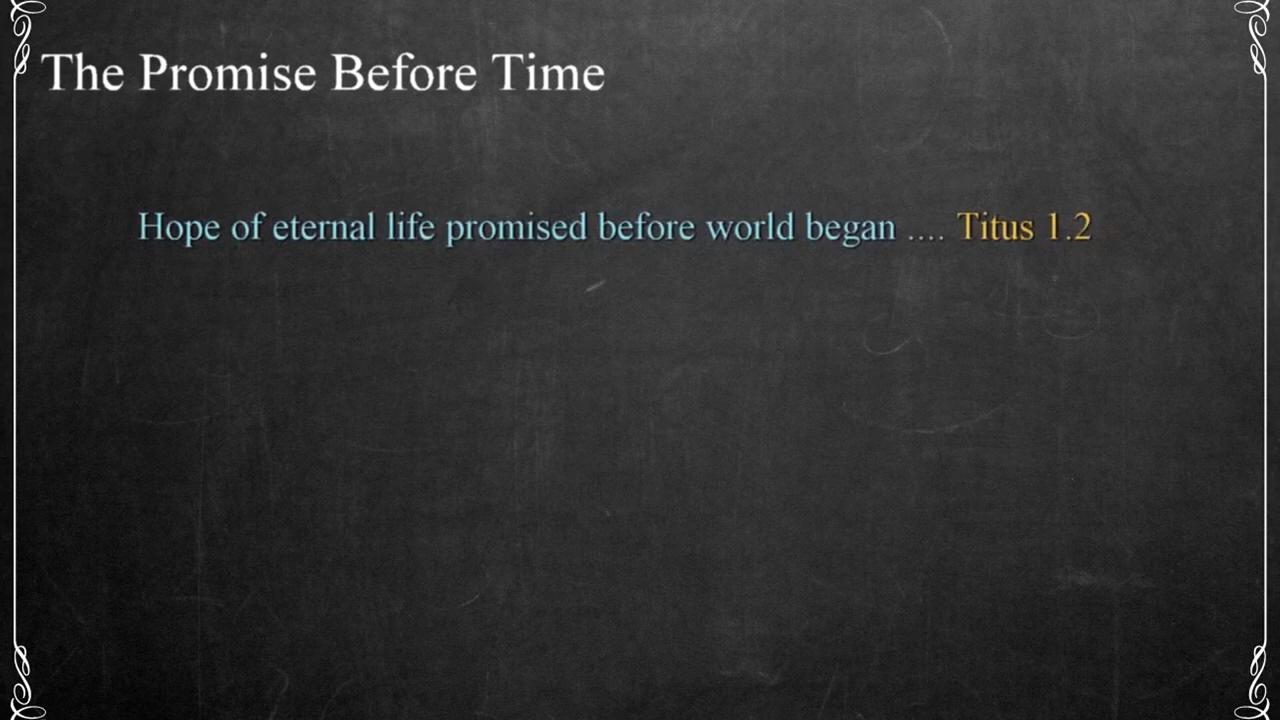 The Promise Before Time
Hope of eternal life promised before world began .... Titus 1.2